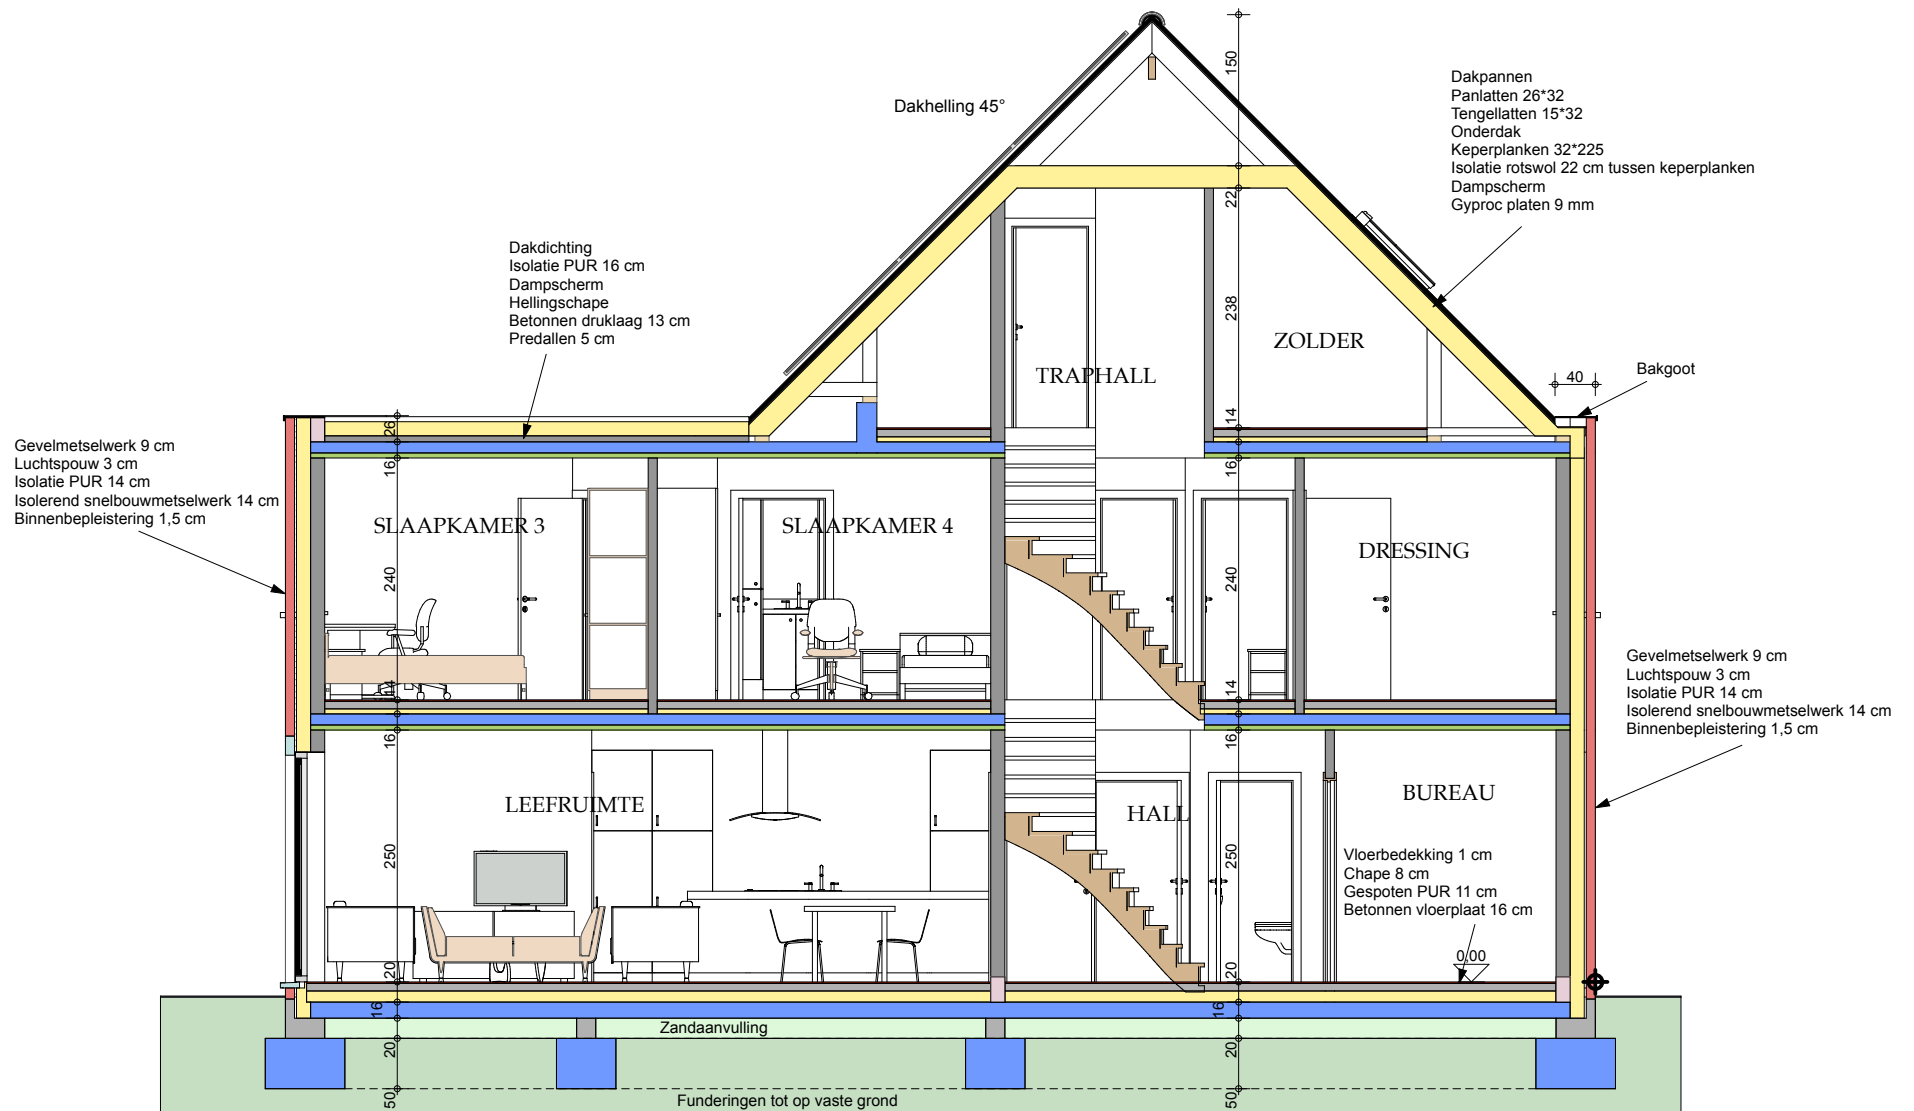 150
Dakpannen
Panlatten 26*32
Tengellatten 15*32
Onderdak
Keperplanken 32*225
Isolatie rotswol 22 cm tussen keperplanken
Dampscherm
Gyproc platen 9 mm
Dakhelling 45°
22
Dakdichting
Isolatie PUR 16 cm
Dampscherm
Hellingschape
Betonnen druklaag 13 cm
Predallen 5 cm
238
ZOLDER
TRAPHALL
40
Bakgoot
26
14
Gevelmetselwerk 9 cm
Luchtspouw 3 cm
Isolatie PUR 14 cm
Isolerend snelbouwmetselwerk 14 cm
Binnenbepleistering 1,5 cm
16
16
SLAAPKAMER 3
SLAAPKAMER 4
DRESSING
240
240
Gevelmetselwerk 9 cm
Luchtspouw 3 cm
Isolatie PUR 14 cm
Isolerend snelbouwmetselwerk 14 cm
Binnenbepleistering 1,5 cm
14
14
16
16
LEEFRUIMTE
HALL
BUREAU
250
250
Vloerbedekking 1 cm
Chape 8 cm
Gespoten PUR 11 cm
Betonnen vloerplaat 16 cm
0,00
20
20
16
16
Zandaanvulling
20
20
50
Funderingen tot op vaste grond
50